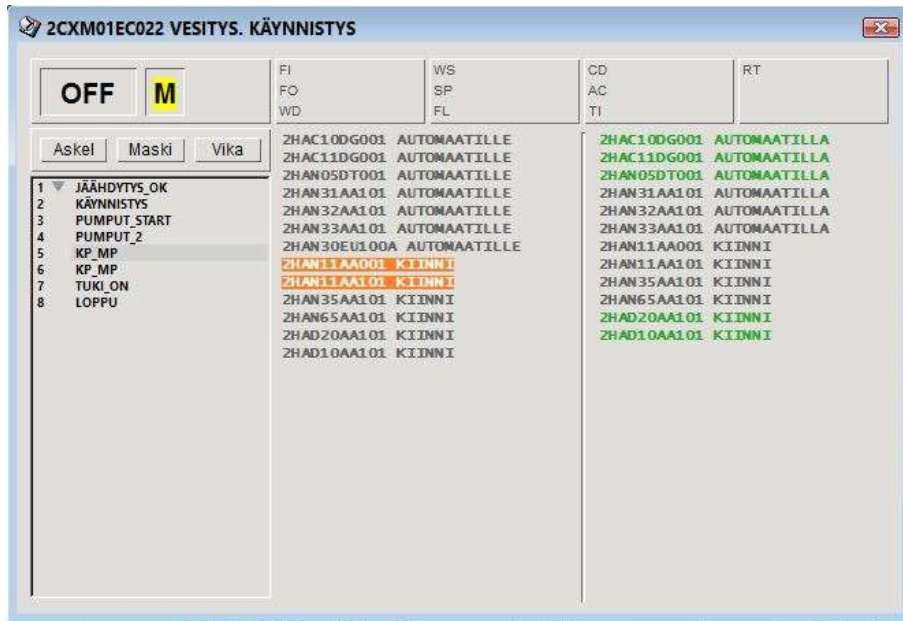 2CXM01EC022 VESITYS. KÄYNNISTYS
OFF M
FI WS CD RT
FO SP AC
WD FL TI
Askel Maski Vika
1 JÄÄHDYTYS_OK
2 KÄYNNISTYS
3 PUMPUT_START
4 PUMPUT_2
5 KP_MP
6 KP_MP
7 TUKI_ON
8 LOPPU
2HAC10DG001 AUTOMAATILLE
2HAC11DG001 AUTOMAATILLE
2HAN05DT001 AUTOMAATILLE
2HAN31AA101 AUTOMAATILLE
2HAN32AA101 AUTOMAATILLE
2HAN33AA101 AUTOMAATILLE
2HAN30EU100A AUTOMAATILLE
2HAN11AA001 KIINNI
2HAN11AA101 KIINNI
2HAN35AA101 KIINNI
2HAN65AA101 KIINNI
2HAD20AA101 KIINNI
2HAD10AA101 KIINNI
2HAC10DG001 AUTOMAATILLA
2HAC11DG001 AUTOMAATILLA
2HAN05DT001 AUTOMAATILLA
2HAN31AA101 AUTOMAATILLA
2HAN32AA101 AUTOMAATILLA
2HAN33AA101 AUTOMAATILLA
2HAN11AA001 KIINNI
2HAN11AA101 KIINNI
2HAN35AA101 KIINNI
2HAN65AA101 KIINNI
2HAD20AA101 KIINNI
2HAD10AA101 KIINNI